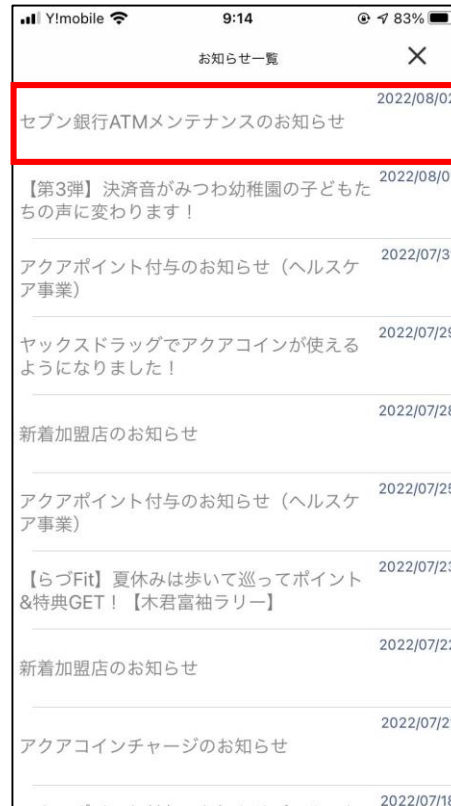 Y!mobile 9:14 83%
お知らせ一覧
2022/08/02
セブン銀行ATMメンテナンスのお知らせ
2022/08/0
【第3弾】決済音がみつわ幼稚園の子どもた
ちの声に変わります！
2022/07/3
アクアポイント付与のお知らせ（ヘルスケ
ア事業）
2022/07/29
ヤックスドラッグでアクアコインが使える
ようになりました！
2022/07/28
新着加盟店のお知らせ
2022/07/25
アクアポイント付与のお知らせ（ヘルスケ
ア事業）
2022/07/23
【らづFit】夏休みは歩いて巡ってポイント
&特典GET！【木君富袖ラリー】
2022/07/22
新着加盟店のお知らせ
2022/07/2
アクアコインチャージのお知らせ
2022/07/18